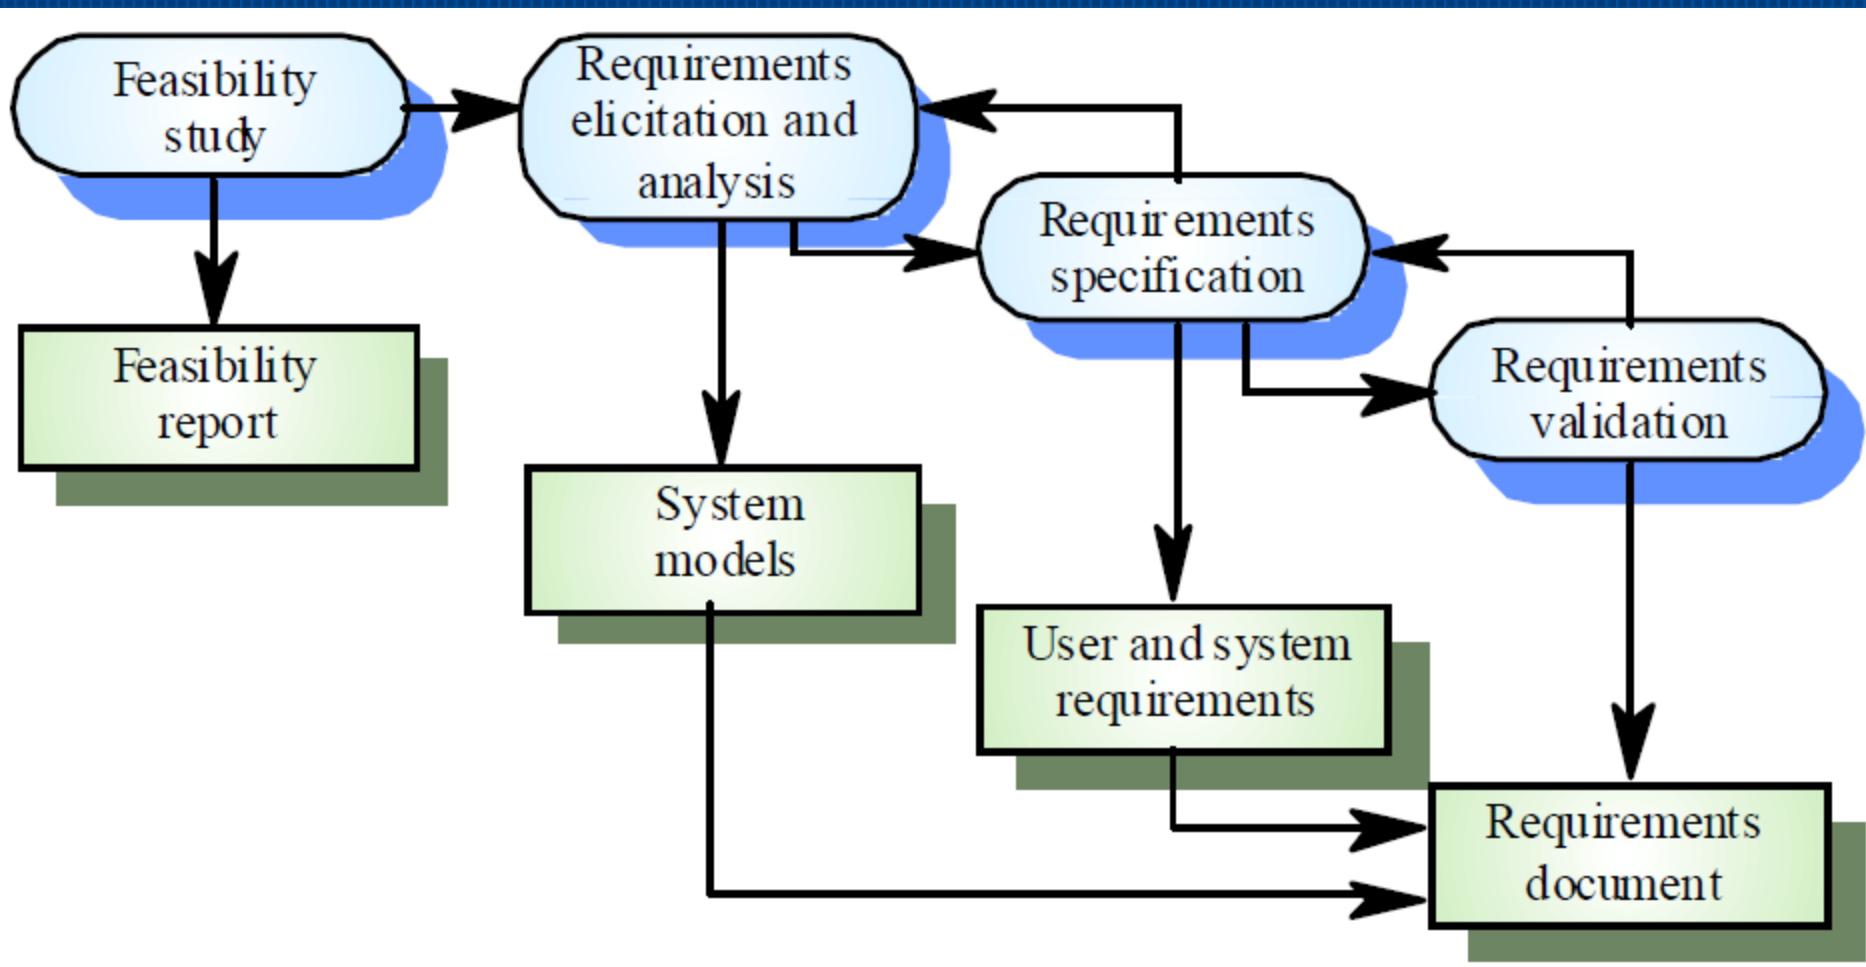 Feasibility
study
Requirements
elicitation and
analysis
Requirements
specification
Requirements
validation
Feasibility
report
System
models
User and system
requirements
Requirements
document